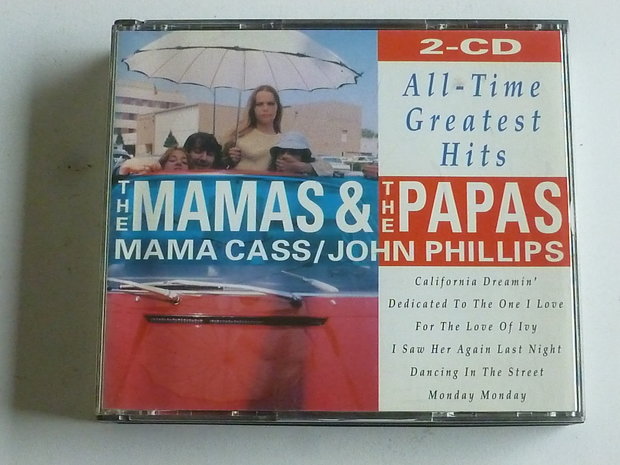 2-CD
All-Time
Greatest
Hits
THE MAMAS & THE PAPAS
MAMA CASS/JOHN PHILLIPS
California Dreamin'
Dedicated To The One I Love
For The Love Of Ivy
I Saw Her Again Last Night
Dancing In The Street
Monday Monday